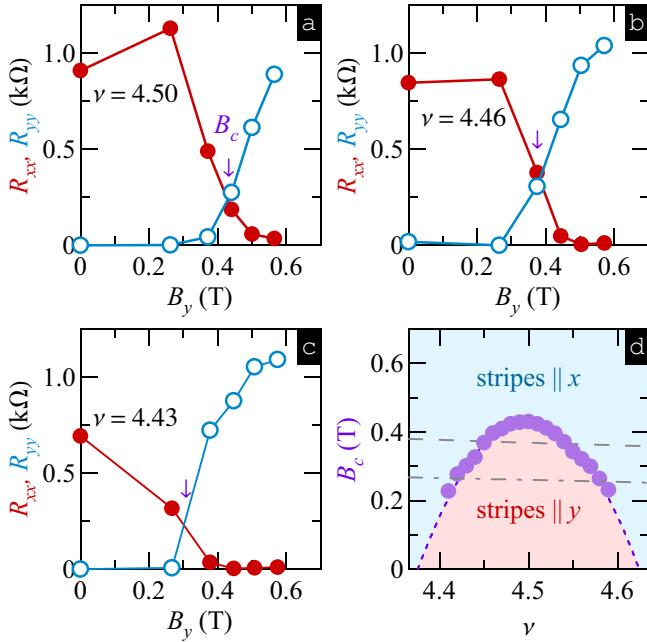 a
R_xx, R_yy (kΩ)
1.0
0.5
0
ν = 4.50
B_c
↓
0 0.2 0.4 0.6
B_y (T)
b
R_xx, R_yy (kΩ)
1.0
0.5
0
ν = 4.46
↓
0 0.2 0.4 0.6
B_y (T)
c
R_xx, R_yy (kΩ)
1.0
0.5
0
ν = 4.43
↓
0 0.2 0.4 0.6
B_y (T)
d
B_c (T)
0.6
0.4
0.2
0
stripes || x
stripes || y
4.4 4.5 4.6
ν